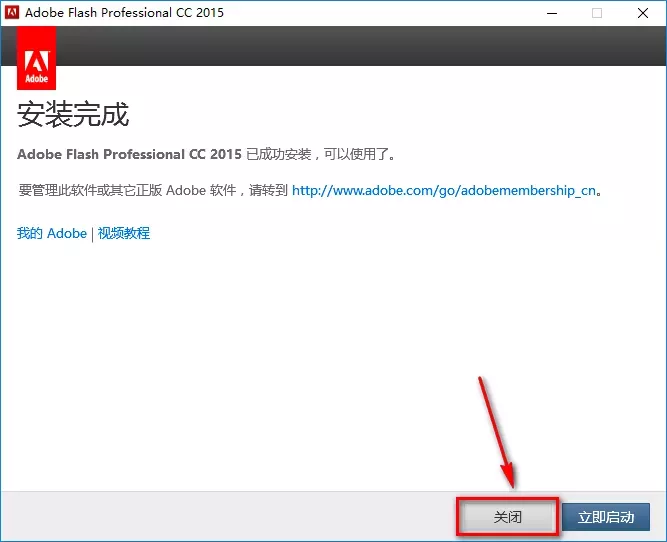 Adobe Flash Professional CC 2015
Adobe
安装完成
Adobe Flash Professional CC 2015 已成功安装，可以使用了。
要管理此软件或其它正版 Adobe 软件，请转到 http://www.adobe.com/go/adobemembership_cn。
我的 Adobe | 视频教程
关闭 立即启动